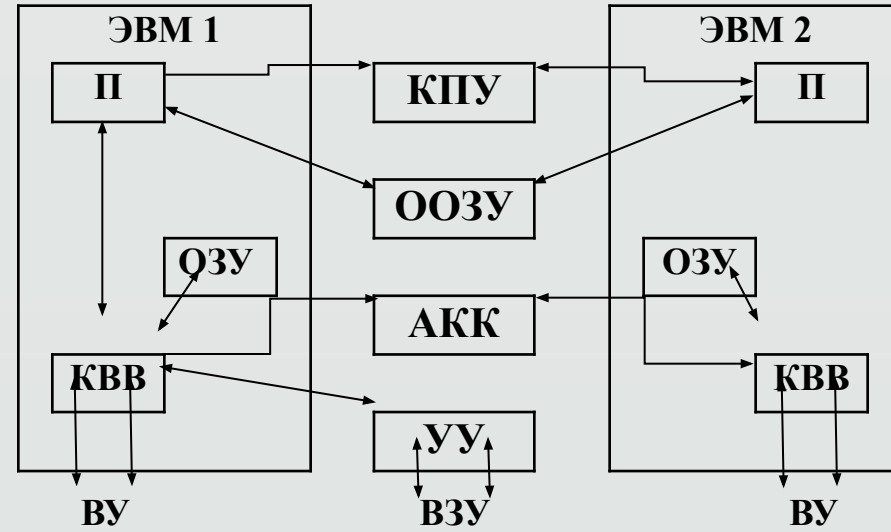 ЭВМ 1
ЭВМ 2
П
КПУ
П
ООЗУ
ОЗУ
ОЗУ
АКК
КВВ
КВВ
УУ
ВУ
ВЗУ
ВУ